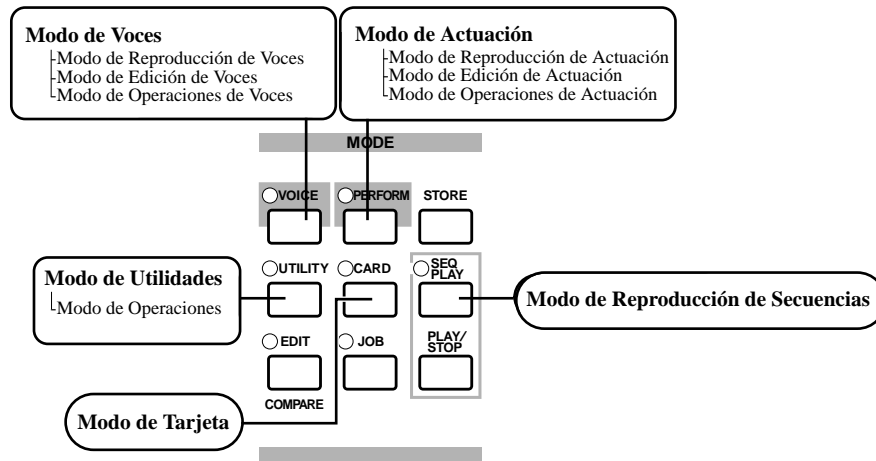 Modo de Voces
Modo de Reproducción de Voces
Modo de Edición de Voces
Modo de Operaciones de Voces
Modo de Actuación
Modo de Reproducción de Actuación
Modo de Edición de Actuación
Modo de Operaciones de Actuación
MODE
VOICE
PERFORM
STORE
UTILITY
CARD
SEQ
PLAY
Modo de Utilidades
Modo de Operaciones
Modo de Reproducción de Secuencias
EDIT
JOB
PLAY/
STOP
COMPARE
Modo de Tarjeta